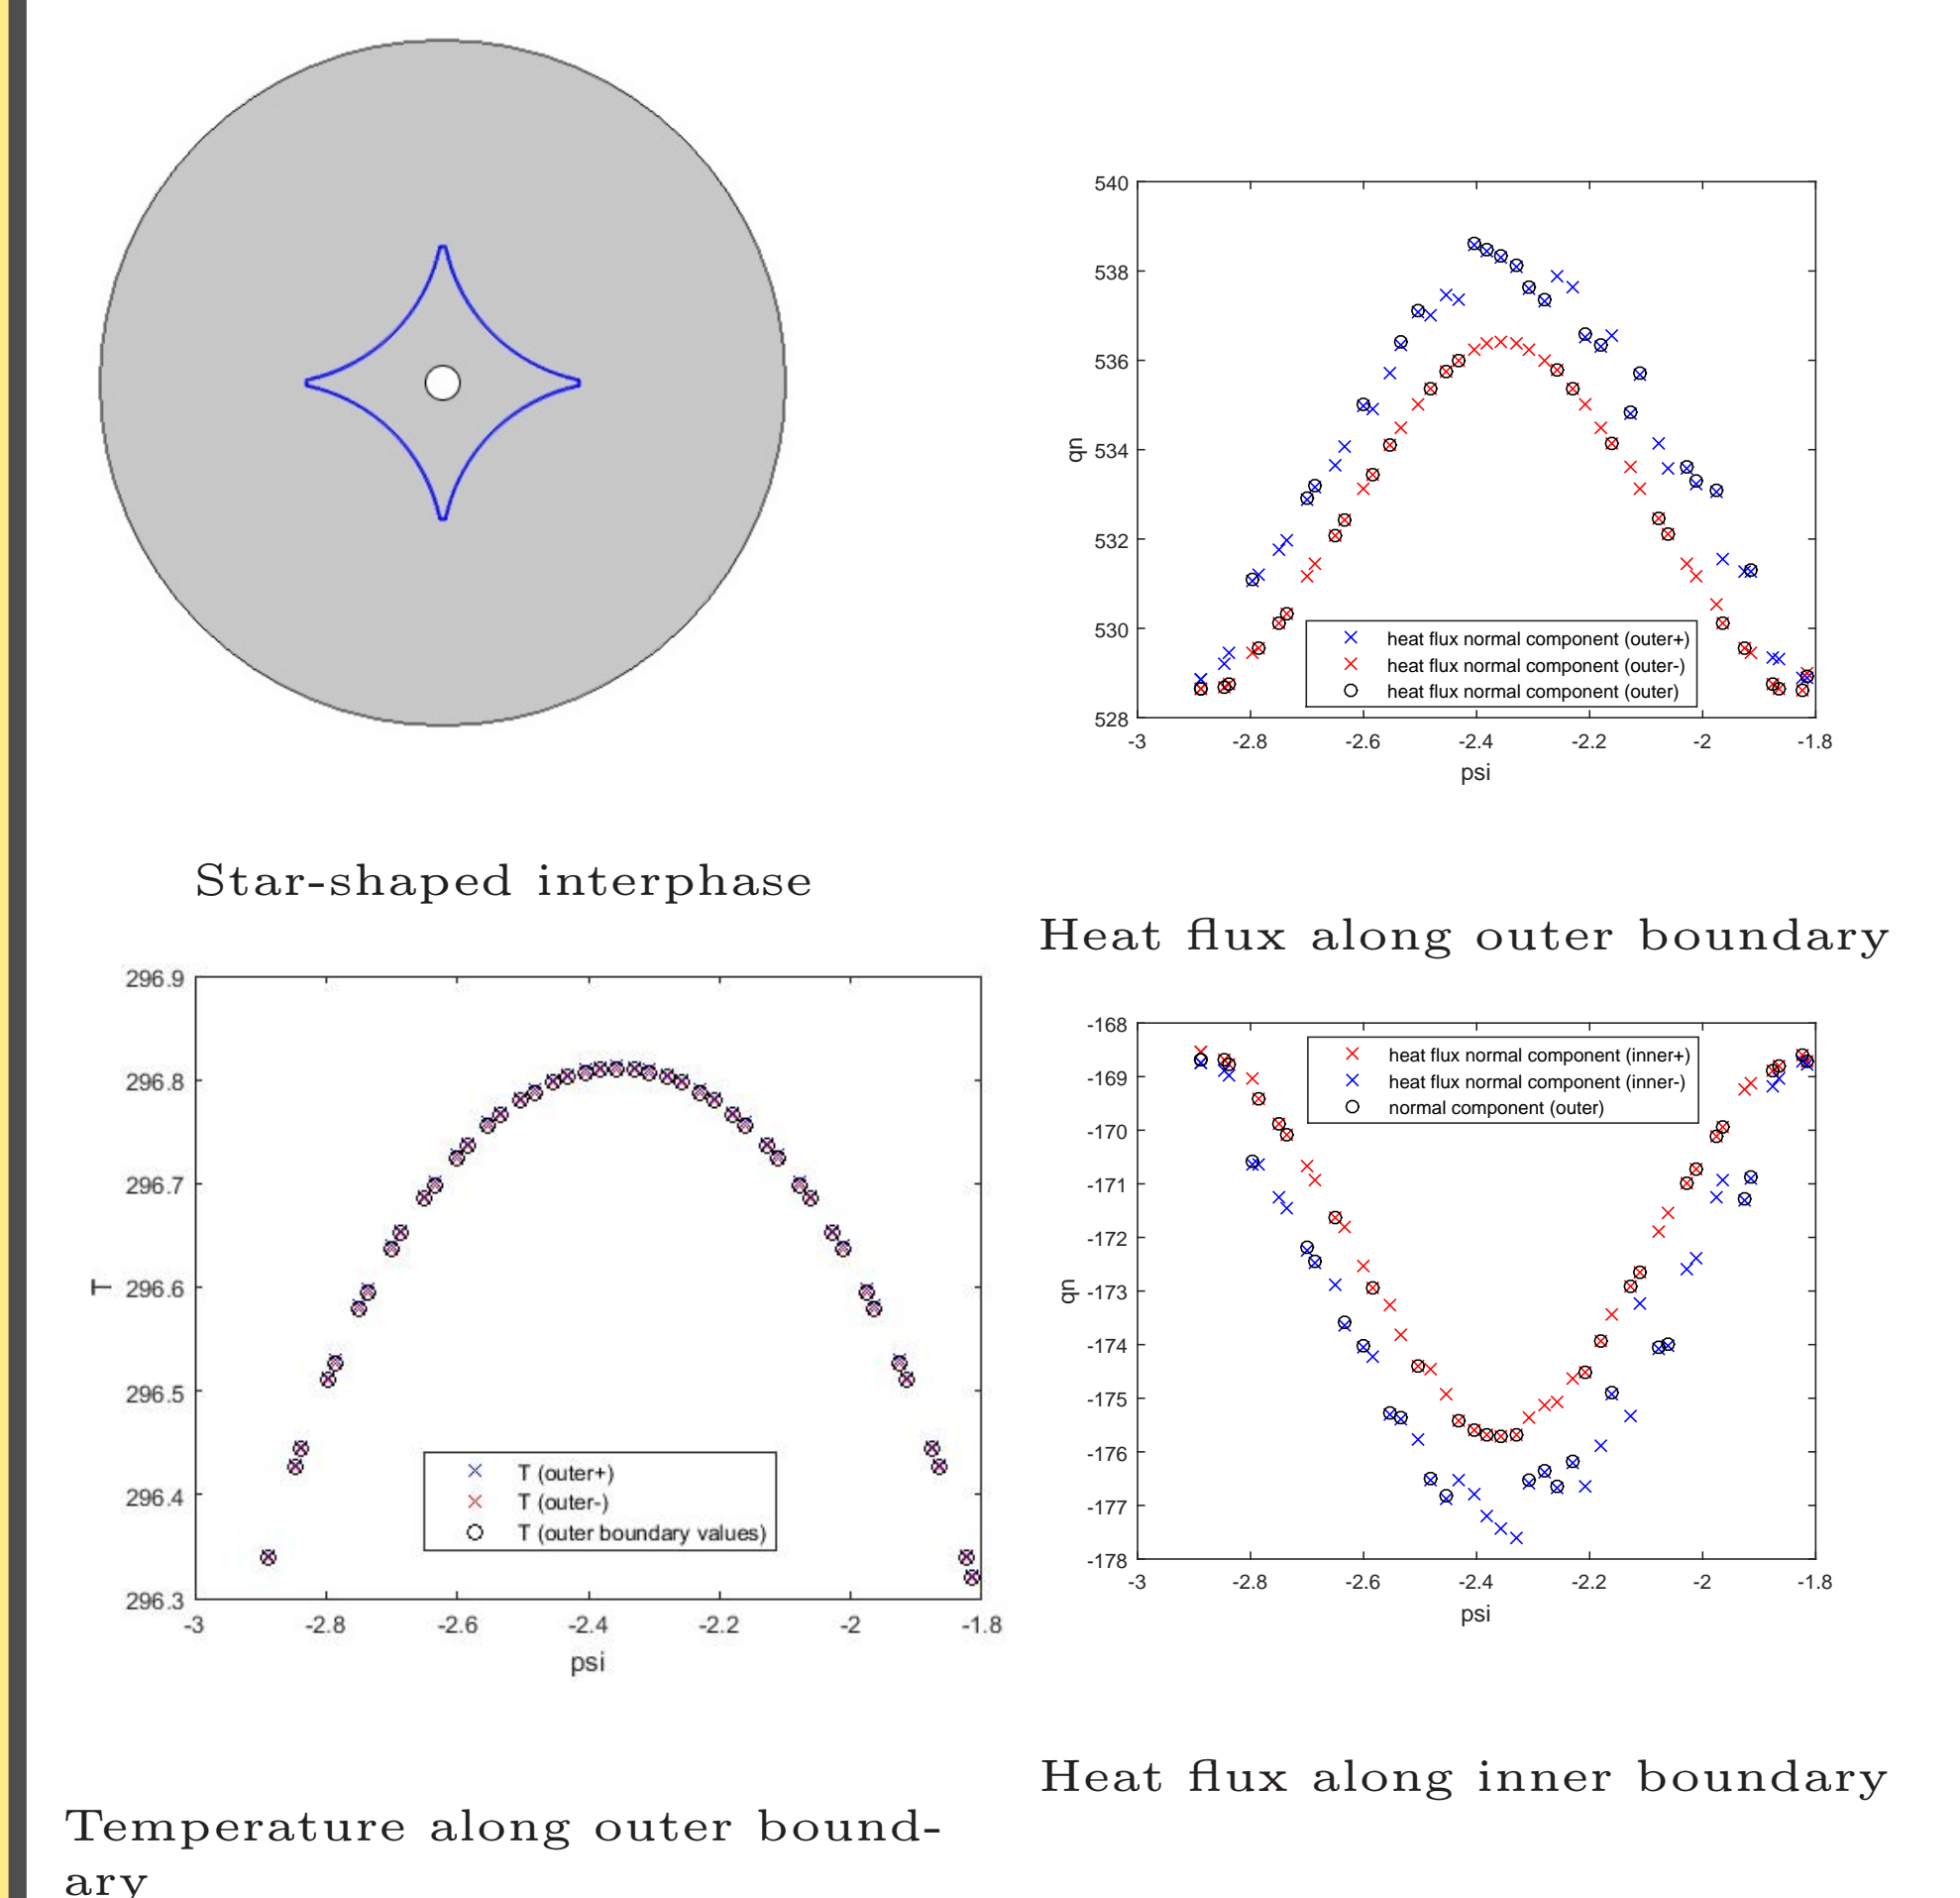 Star-shaped interphase
540
538
536
534
532
530
528
qn
-3 -2.8 -2.6 -2.4 -2.2 -2 -1.8
psi
heat flux normal component (outer+)
heat flux normal component (outer-)
heat flux normal component (outer)
Heat flux along outer boundary
296.9
296.8
296.7
296.6
296.5
296.4
296.3
T
-3 -2.8 -2.6 -2.4 -2.2 -2 -1.8
psi
T (outer+)
T (outer-)
T (outer boundary values)
Temperature along outer bound-
ary
-168
-169
-170
-171
-172
-173
-174
-175
-176
-177
-178
qn
-3 -2.8 -2.6 -2.4 -2.2 -2 -1.8
psi
heat flux normal component (inner+)
heat flux normal component (inner-)
normal component (outer)
Heat flux along inner boundary